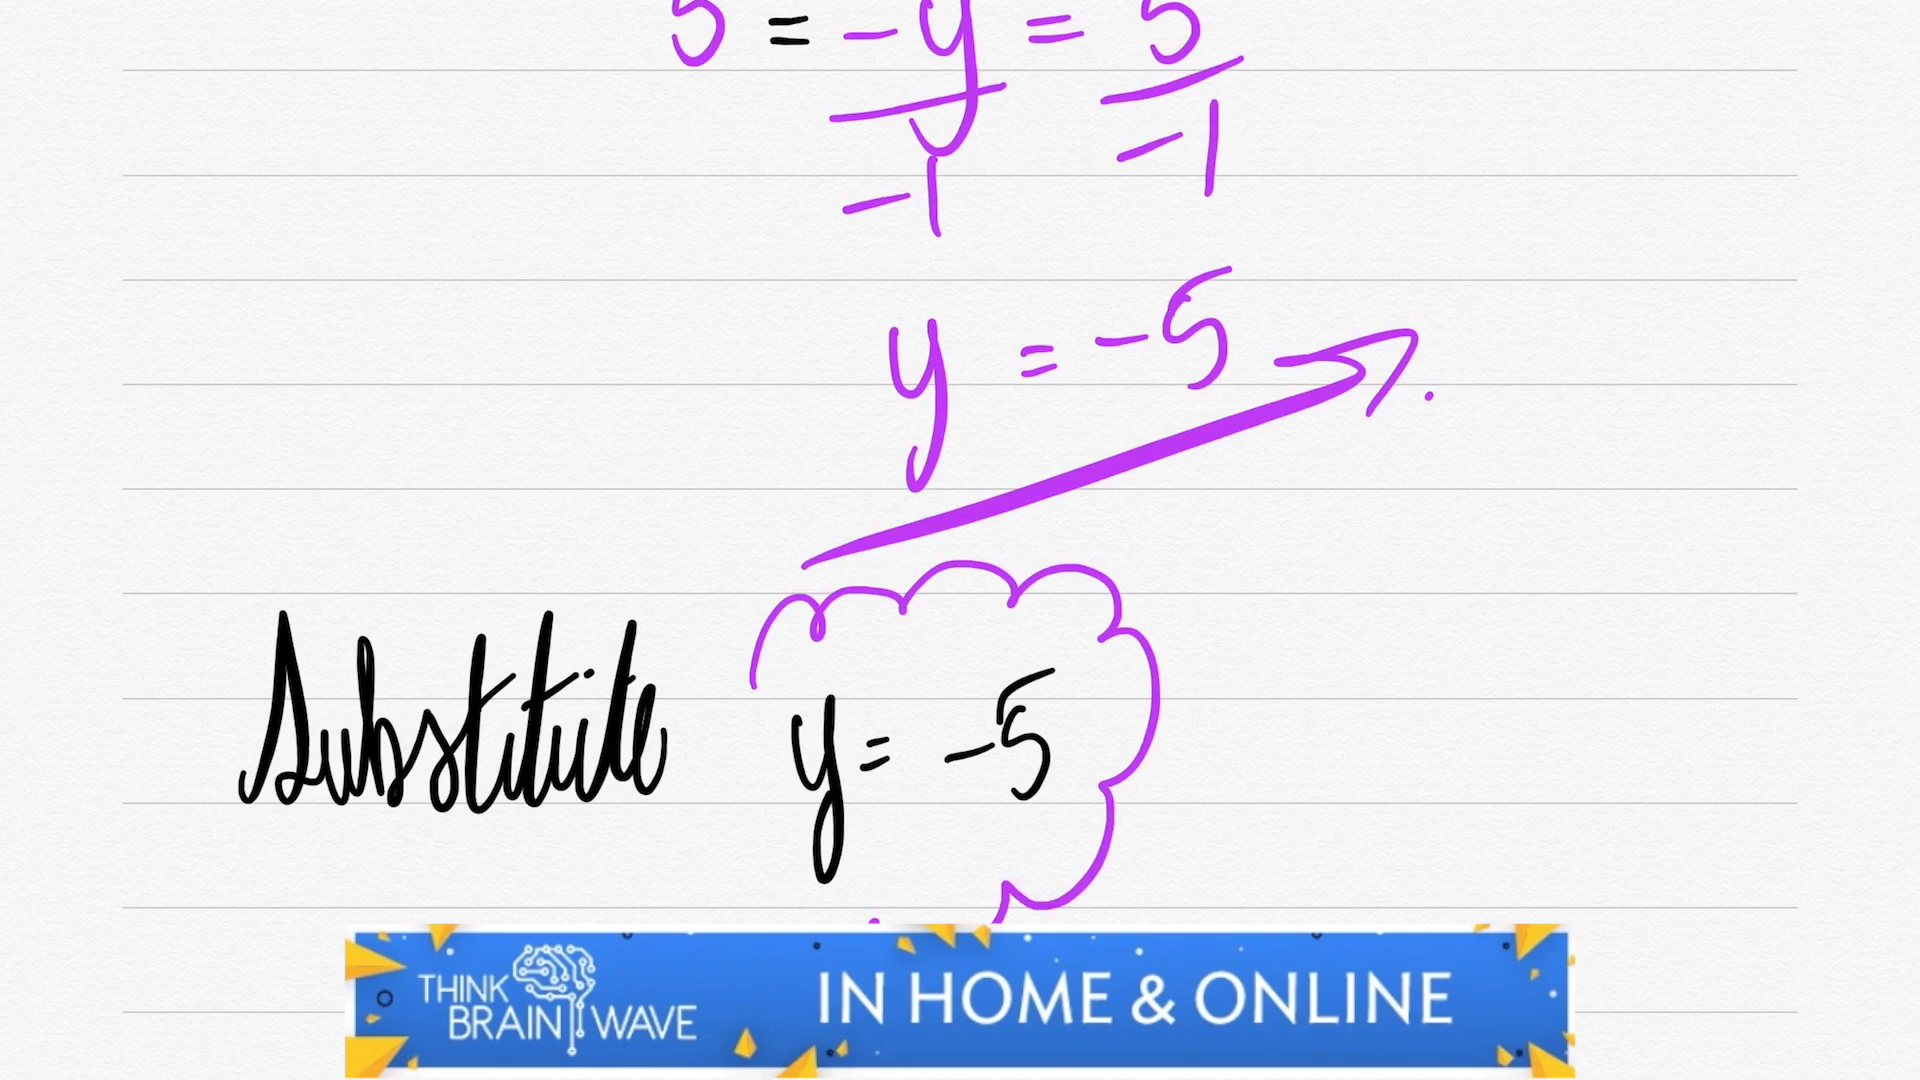 5 = -y = 5
-1 -1
y = -5
Substitute y = -5
THINK BRAIN WAVE IN HOME & ONLINE